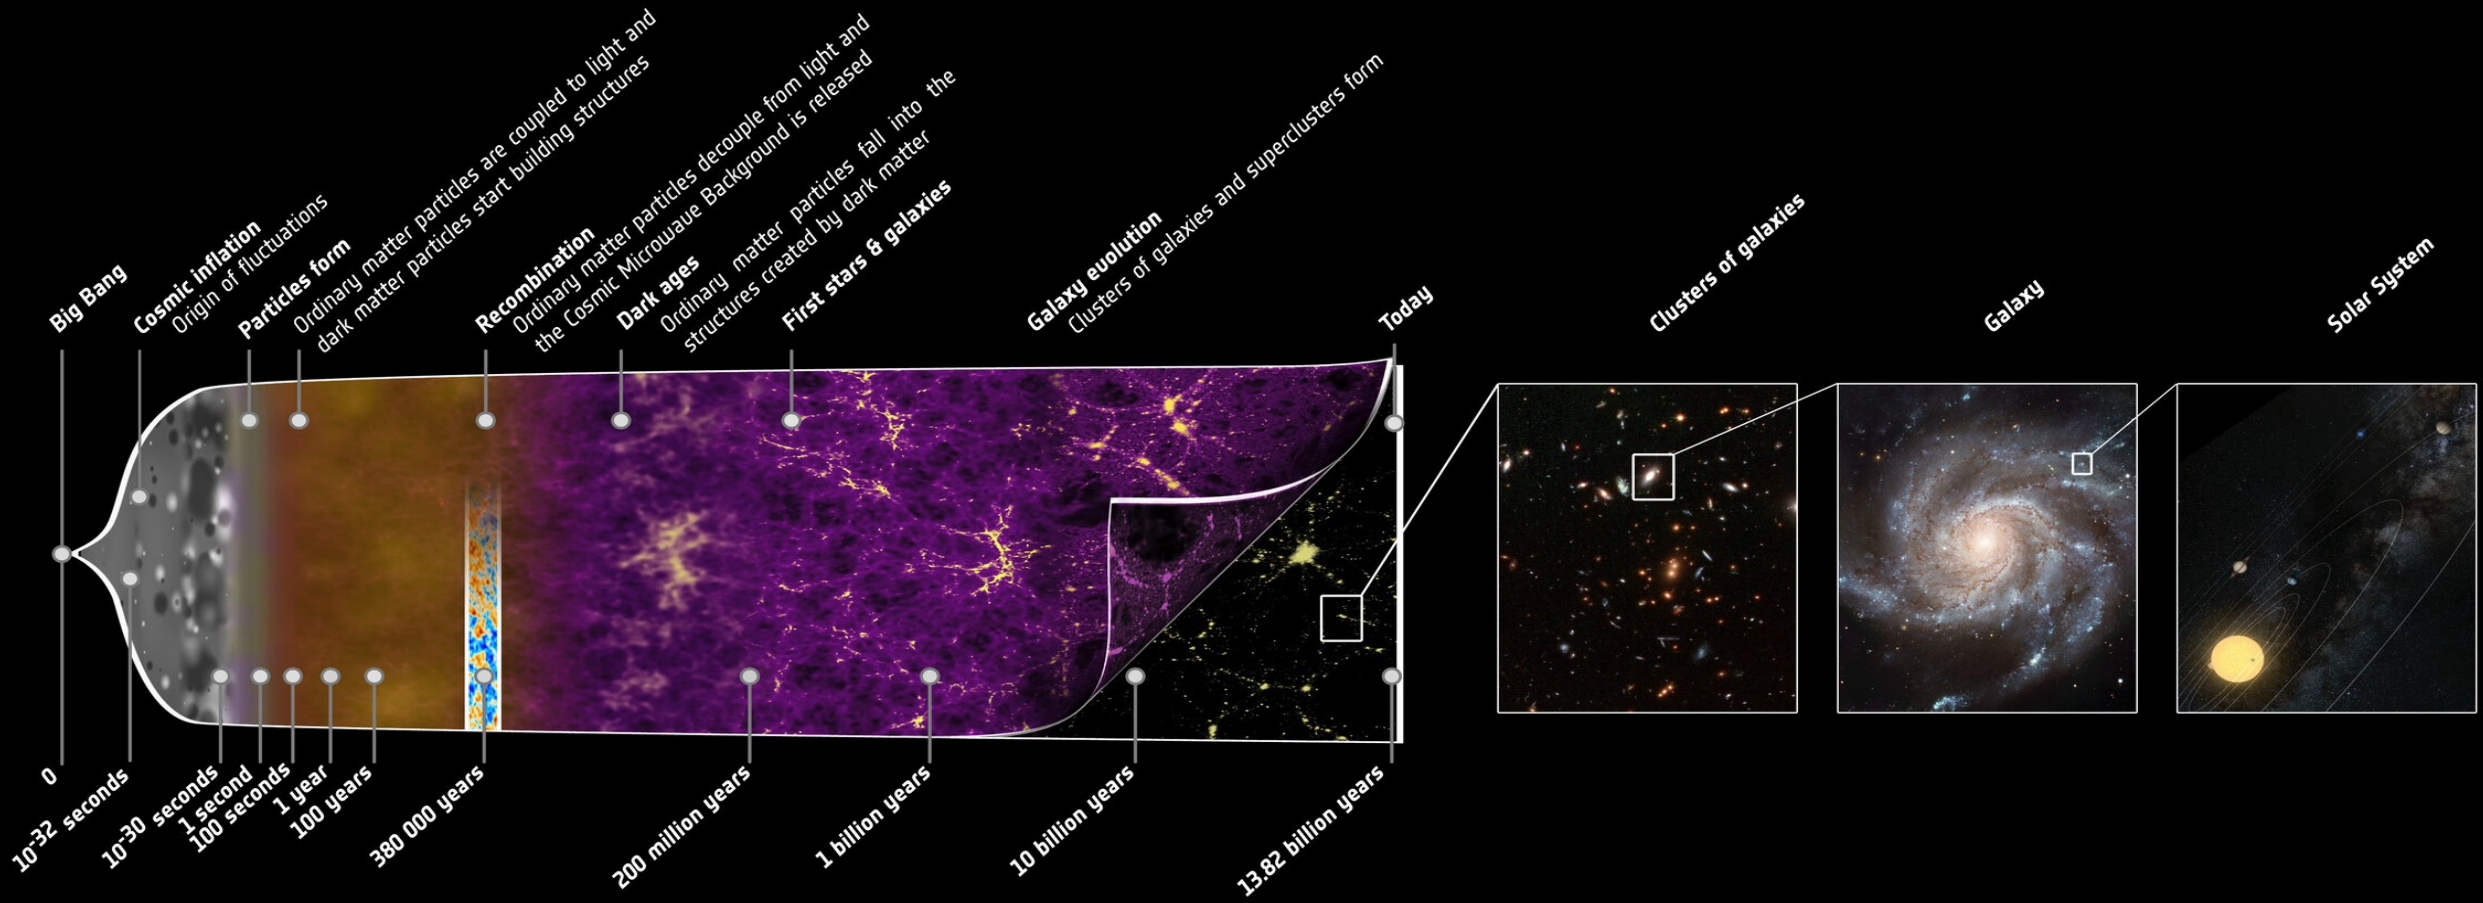 Big Bang
Cosmic inflation
Origin of fluctuations
Particles form
Ordinary matter particles are coupled to light and
dark matter particles start building structures
Recombination
Ordinary matter particles decouple from light and
the Cosmic Microwave Background is released
Dark ages
Ordinary matter particles fall into the
structures created by dark matter
First stars & galaxies
Galaxy evolution
Clusters of galaxies and superclusters form
Today
Clusters of galaxies
Galaxy
Solar System
0
10-32 seconds
10-30 seconds
1 second
100 seconds
1 year
100 years
380 000 years
200 million years
1 billion years
10 billion years
13.82 billion years